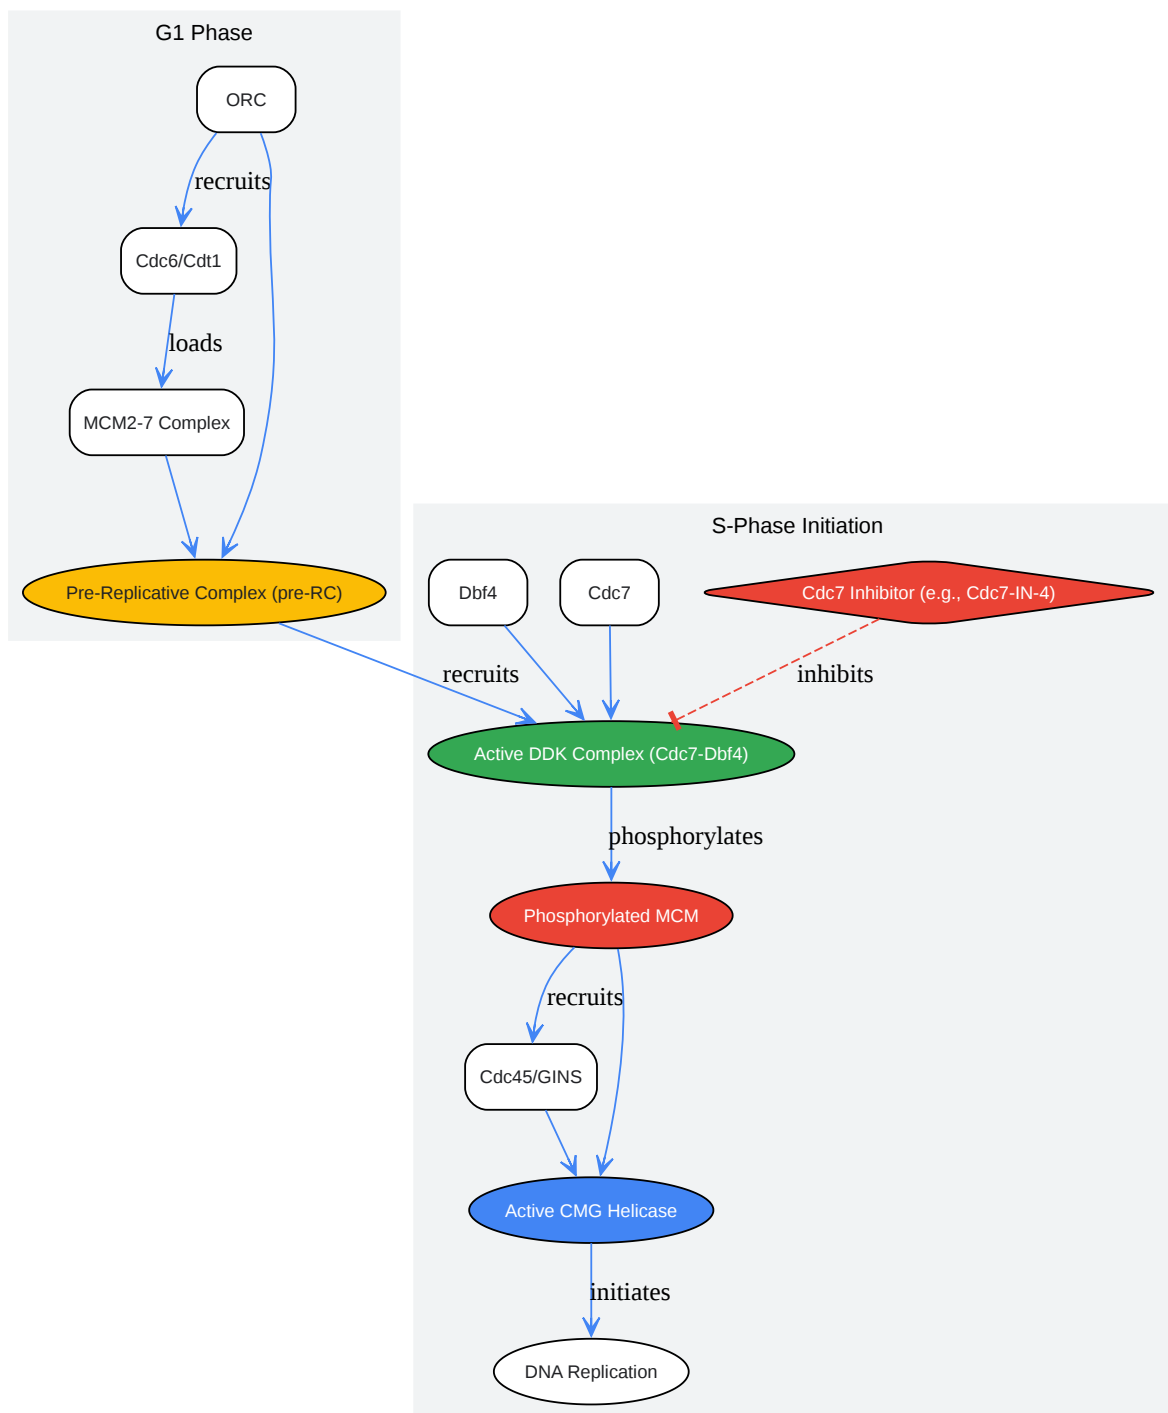 G1 Phase
ORC
recruits
Cdc6/Cdt1
loads
MCM2-7 Complex
Pre-Replicative Complex (pre-RC)
S-Phase Initiation
Dbf4
Cdc7
Cdc7 Inhibitor (e.g., Cdc7-IN-4)
recruits
inhibits
Active DDK Complex (Cdc7-Dbf4)
phosphorylates
Phosphorylated MCM
recruits
Cdc45/GINS
Active CMG Helicase
initiates
DNA Replication